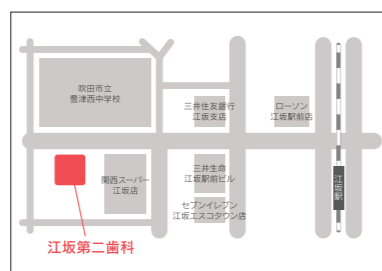 吹田市立
豊津西中学校
三井住友銀行
江坂支店
ローソン
江坂駅前店
関西スーパー
江坂店
三井生命
江坂駅前ビル
セブンイレブン
江坂エスコタウン店
江坂駅
江坂第二歯科